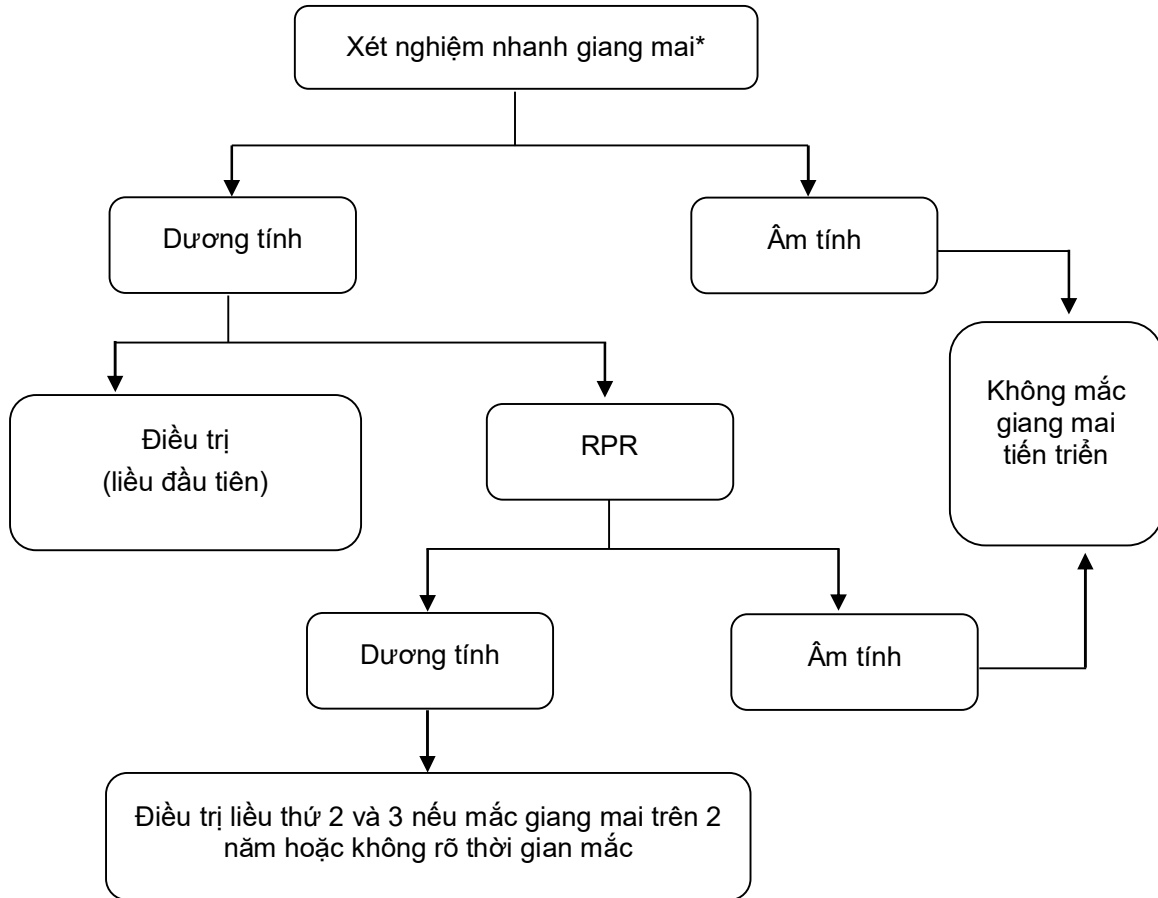 Xét nghiệm nhanh giang mai*
Dương tính
Âm tính
Điều trị
(liều đầu tiên)
RPR
Không mắc
giang mai
tiến triển
Dương tính
Âm tính
Điều trị liều thứ 2 và 3 nếu mắc giang mai trên 2
năm hoặc không rõ thời gian mắc